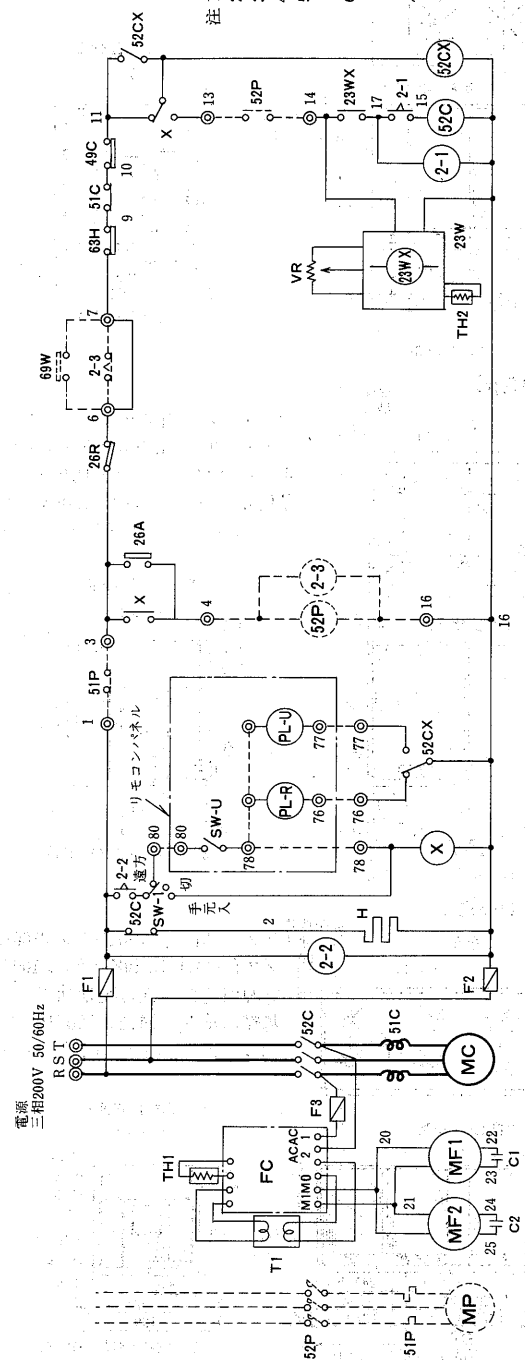 電源
三相200V 50/60Hz
R S T
F1
F2
F3
52C
51C
MC
TH1
FC
ACAC
1
2
M1M0
T1
20
21
MF1
MF2
22
23
24
25
C1
C2
52P
51P
MP
2-2
52C
SW-1
遠方
切
手元
入
2
H
2-2
80
80
リモコンパネル
SW-U
78
78
PL-R
PL-U
76
77
76
77
52CX
X
1
51P
3
X
26A
4
52P
2-3
16
16
26R
6
69W
2-3
7
63H
9
51C
10
49C
11
52CX
X
13
52P
14
23WX
17
2-1
15
52C
2-1
52CX
VR
23WX
23W
TH2
注